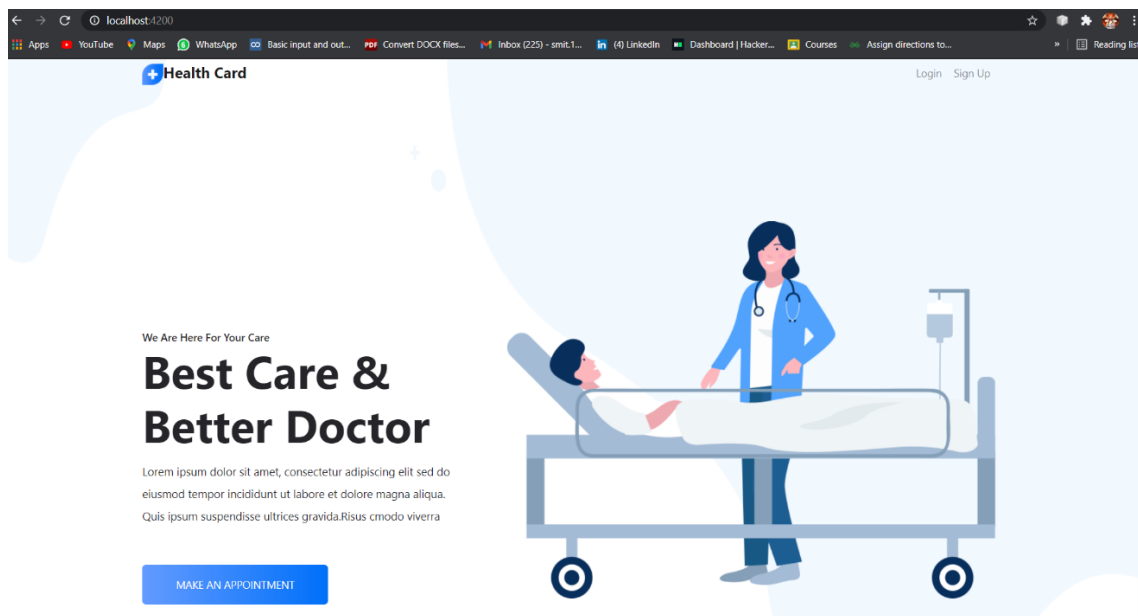 localhost:4200
Apps YouTube Maps WhatsApp Basic input and out... PDF Convert DOCX files... Inbox (225) - smit.1... in (4) LinkedIn Dashboard | Hacker... Courses Assign directions to... » Reading list
Health Card Login Sign Up
We Are Here For Your Care
Best Care &
Better Doctor
Lorem ipsum dolor sit amet, consectetur adipiscing elit sed do
eiusmod tempor incididunt ut labore et dolore magna aliqua.
Quis ipsum suspendisse ultrices gravida.Risus cmodo viverra
MAKE AN APPOINTMENT